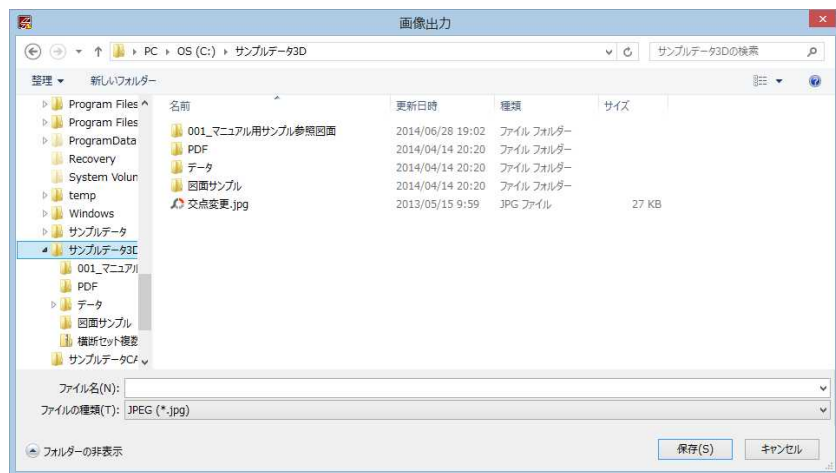 画像出力
PC ▸ OS (C:) ▸ サンプルデータ3D
サンプルデータ3Dの検索
整理 新しいフォルダー
Program Files
Program Files
ProgramData
Recovery
System Volum
temp
Windows
サンプルデータ
サンプルデータ3D
001_マニュアル
PDF
データ
図面サンプル
横断セット複数
サンプルデータCA
名前 更新日時 種類 サイズ
001_マニュアル用サンプル参照図面 2014/06/28 19:02 ファイル フォルダー
PDF 2014/04/14 20:20 ファイル フォルダー
データ 2014/04/14 20:20 ファイル フォルダー
図面サンプル 2014/04/14 20:20 ファイル フォルダー
交点変更.jpg 2013/05/15 9:59 JPG ファイル 27 KB
ファイル名(N):
ファイルの種類(T): JPEG (*.jpg)
フォルダーの非表示 保存(S) キャンセル